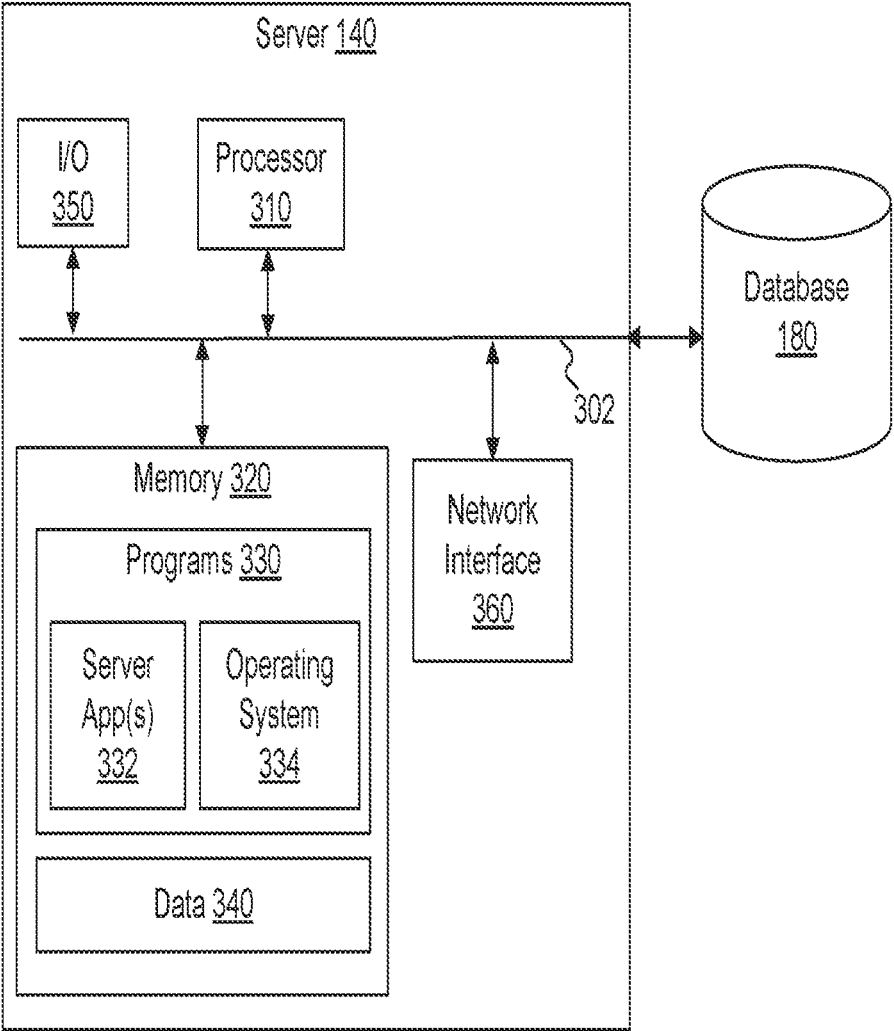 Server 140
I/O
350
Processor
310
Database
180
302
Memory 320
Programs 330
Server
App(s)
332
Operating
System
334
Data 340
Network
Interface
360